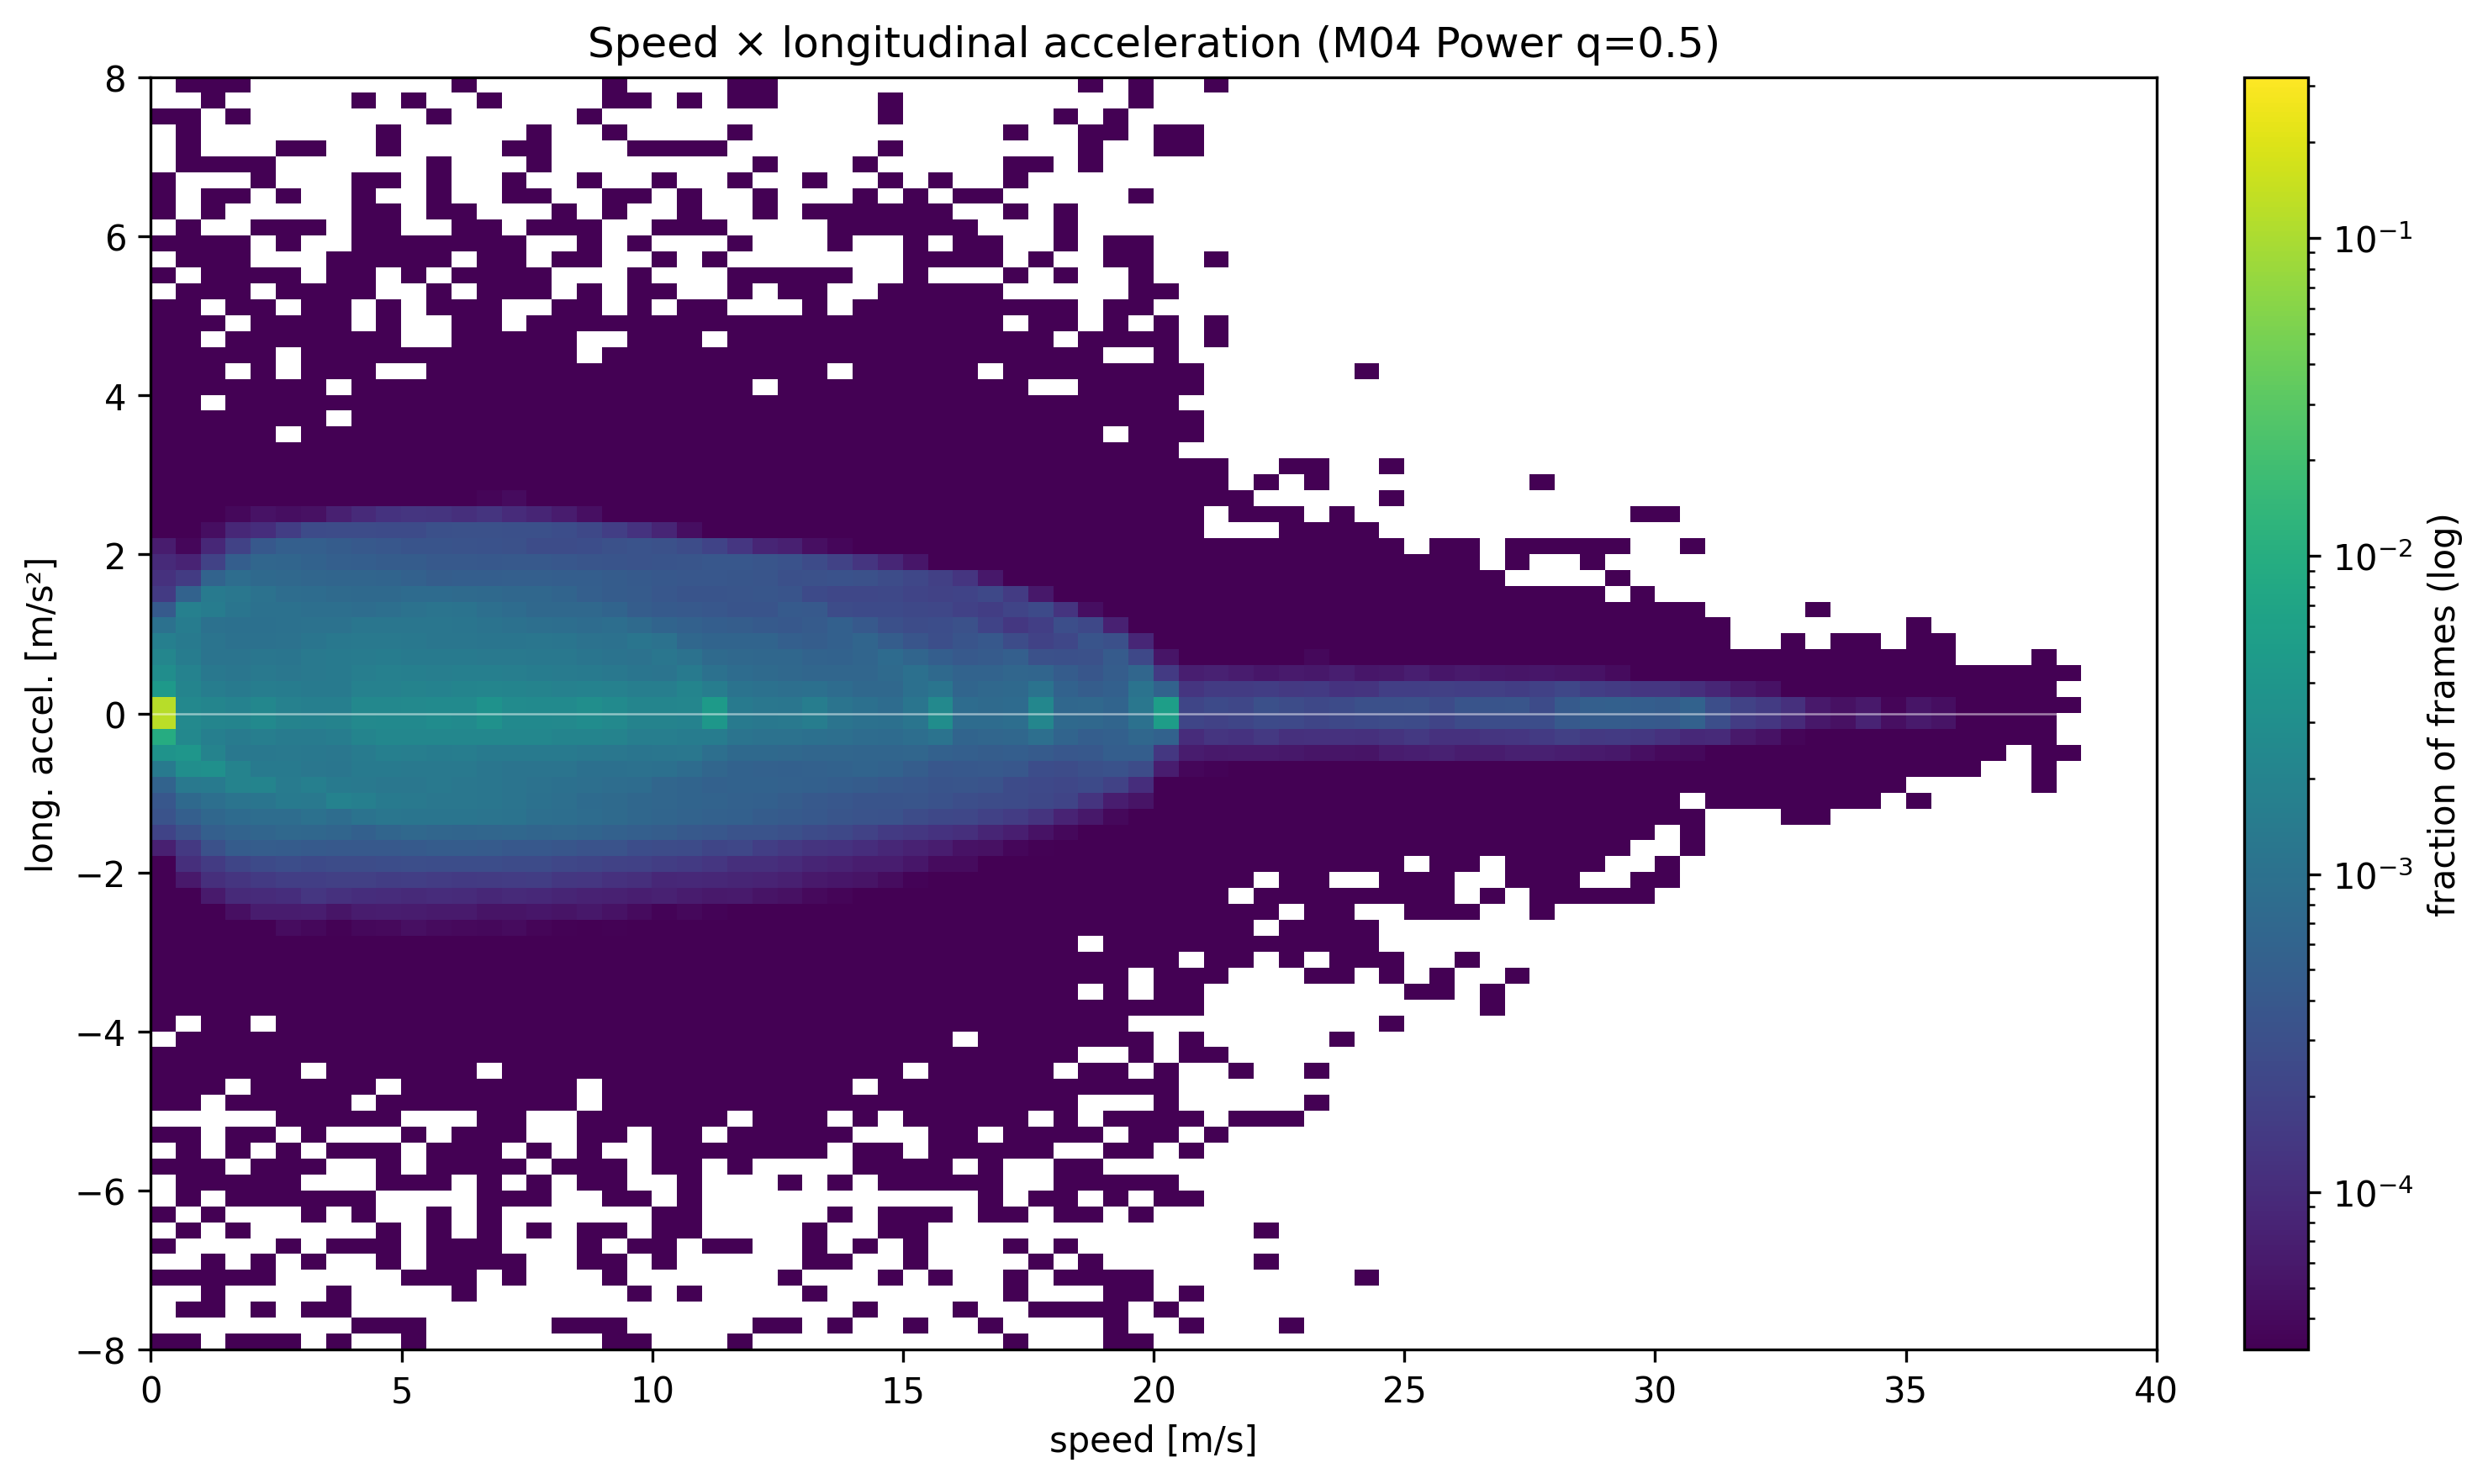 Speed × longitudinal acceleration (M04 Power q=0.5)
8
6
4
2
0
−2
−4
−6
−8
long. accel. [m/s²]
0 5 10 15 20 25 30 35 40
speed [m/s]
10⁻¹
10⁻²
10⁻³
10⁻⁴
fraction of frames (log)